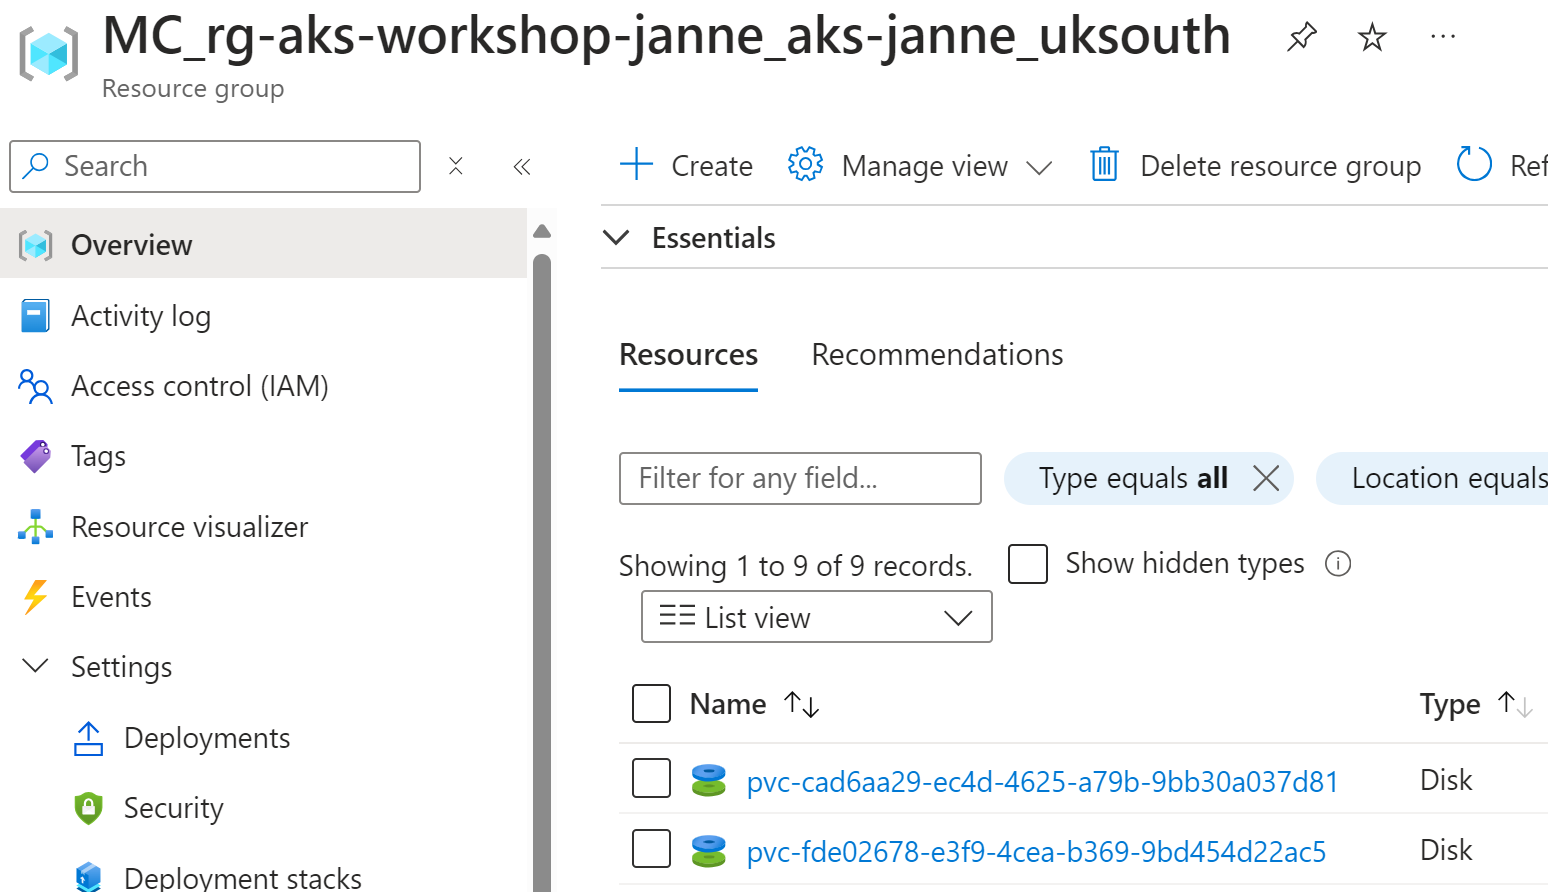 MC_rg-aks-workshop-janne_aks-janne_uksouth
Resource group
Search
Create
Manage view
Delete resource group
Ref
Overview
Activity log
Access control (IAM)
Tags
Resource visualizer
Events
Settings
Deployments
Security
Deployment stacks
Essentials
Resources
Recommendations
Filter for any field...
Type equals all
Location equals
Showing 1 to 9 of 9 records.
Show hidden types
List view
Name
Type
pvc-cad6aa29-ec4d-4625-a79b-9bb30a037d81
Disk
pvc-fde02678-e3f9-4cea-b369-9bd454d22ac5
Disk